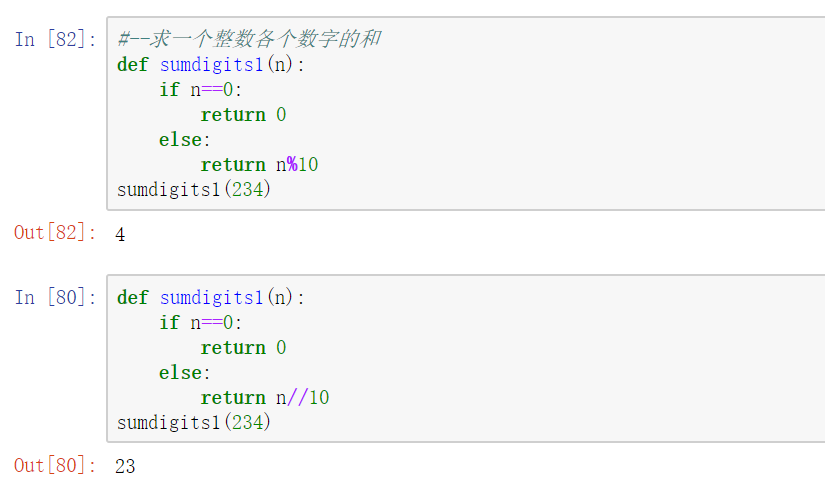 In [82]: #--求一个整数各个数字的和
def sumdigits1(n):
    if n==0:
        return 0
    else:
        return n%10
sumdigits1(234)
Out[82]: 4
In [80]: def sumdigits1(n):
    if n==0:
        return 0
    else:
        return n//10
sumdigits1(234)
Out[80]: 23